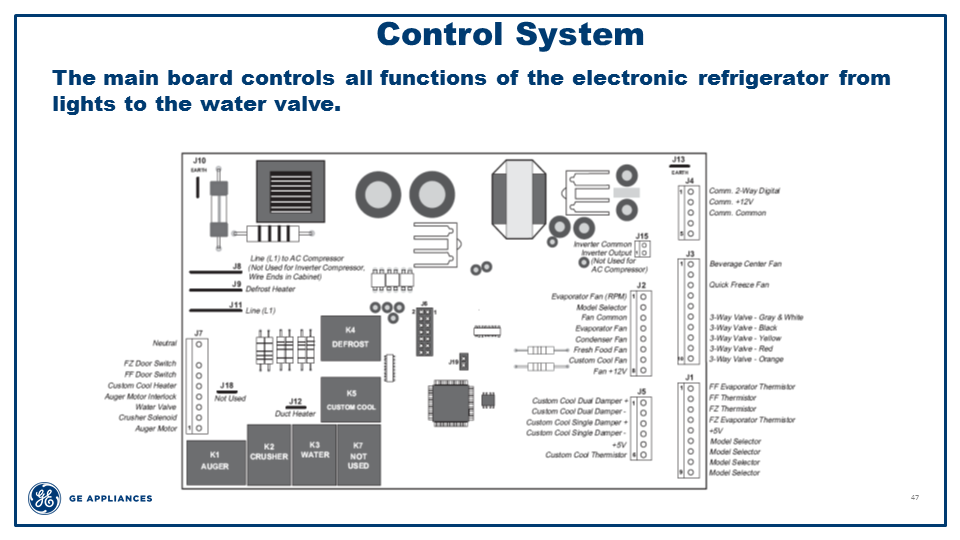 Control System
The main board controls all functions of the electronic refrigerator from
lights to the water valve.
J10
EARTH
J13
EARTH
J4
1
5
Comm. 2-Way Digital
Comm. +12V
Comm. Common
J15
1
Inverter Common
Inverter Output
(Not Used for
AC Compressor)
Line (L1) to AC Compressor
J8
(Not Used for Inverter Compressor,
Wire Ends in Cabinet)
J9
Defrost Heater
J11
Line (L1)
J3
1
10
Beverage Center Fan
Quick Freeze Fan
3-Way Valve - Gray & White
3-Way Valve - Black
3-Way Valve - Yellow
3-Way Valve - Red
3-Way Valve - Orange
J2
1
8
Evaporator Fan (RPM)
Model Selector
Fan Common
Evaporator Fan
Condenser Fan
Fresh Food Fan
Custom Cool Fan
Fan +12V
J6
2
1
J7
1
Neutral
FZ Door Switch
FF Door Switch
Custom Cool Heater
Auger Motor Interlock
Water Valve
Crusher Solenoid
Auger Motor
K4
DEFROST
J19
J18
Not Used
J12
Duct Heater
K5
CUSTOM COOL
J5
1
6
Custom Cool Dual Damper +
Custom Cool Dual Damper -
Custom Cool Single Damper +
Custom Cool Single Damper -
+5V
Custom Cool Thermistor
J1
1
9
FF Evaporator Thermistor
FF Thermistor
FZ Thermistor
FZ Evaporator Thermistor
+5V
Model Selector
Model Selector
Model Selector
Model Selector
K1
AUGER
K2
CRUSHER
K3
WATER
K7
NOT
USED
GE APPLIANCES
47